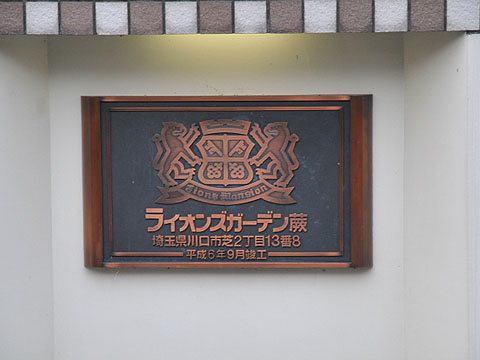 Lions Mansion
ライオンズガーデン蕨
埼玉県川口市芝2丁目13番8
平成6年9月竣工